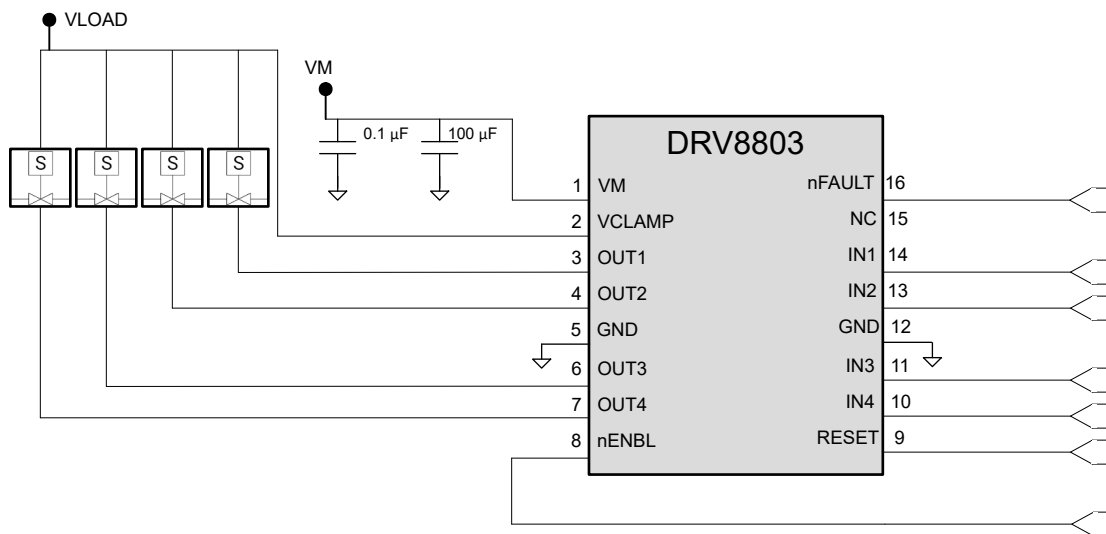 VLOAD
VM
0.1 µF
100 µF
DRV8803
S S S S
1 VM nFAULT 16
2 VCLAMP NC 15
3 OUT1 IN1 14
4 OUT2 IN2 13
5 GND GND 12
6 OUT3 IN3 11
7 OUT4 IN4 10
8 nENBL RESET 9